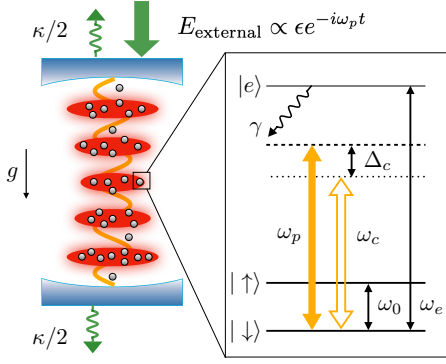 κ/2
E_external ∝ ϵe^{-iω_p t}
|e⟩
γ
Δ_c
g
ω_p
ω_c
|↑⟩
ω_0
ω_e
|↓⟩
κ/2